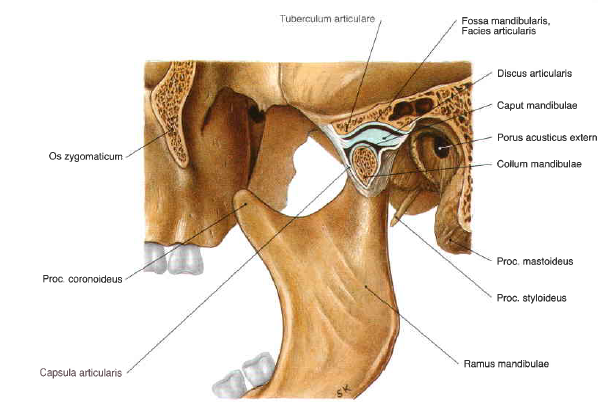 Tuberculum articulare
Fossa mandibularis,
Facies articularis
Discus articularis
Caput mandibulae
Porus acusticus extern
Collum mandibulae
Os zygomaticum
Proc. coronoideus
Proc. mastoideus
Proc. styloideus
Ramus mandibulae
Capsula articularis
SK